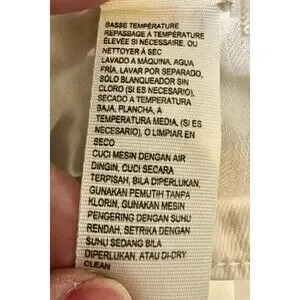 BASSE TEMPÉRATURE
REPASSAGE À TEMPÉRATURE
ÉLEVÉE SI NECESSAIRE, OU
NETTOYER À SEC
LAVADO A MÁQUINA, AGUA
FRÍA, LAVAR POR SEPARADO,
SOLO BLANQUEADOR SIN
CLORO (SI ES NECESARIO),
SECADO A TEMPERATURA
BAJA, PLANCHA, A
TEMPERATURA MEDIA, (SI ES
NECESARIO), O LIMPIAR EN
SECO
CUCI MESIN DENGAN AIR
DINGIN, CUCI SECARA
TERPISAH, BILA DIPERLUKAN,
GUNAKAN PEMUTIH TANPA
KLORIN, GUNAKAN MESIN
PENGERING DENGAN SUHU
RENDAH, SETRIKA DENGAN
SUHU SEDANG BILA
DIPERLUKAN, ATAU DI-DRY
CLEAN